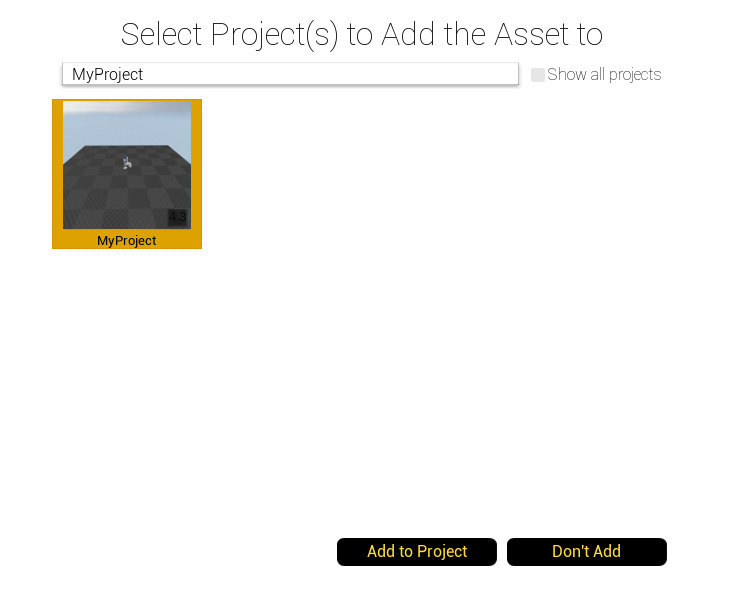 Select Project(s) to Add the Asset to
MyProject
Show all projects
4.3
MyProject
Add to Project
Don't Add